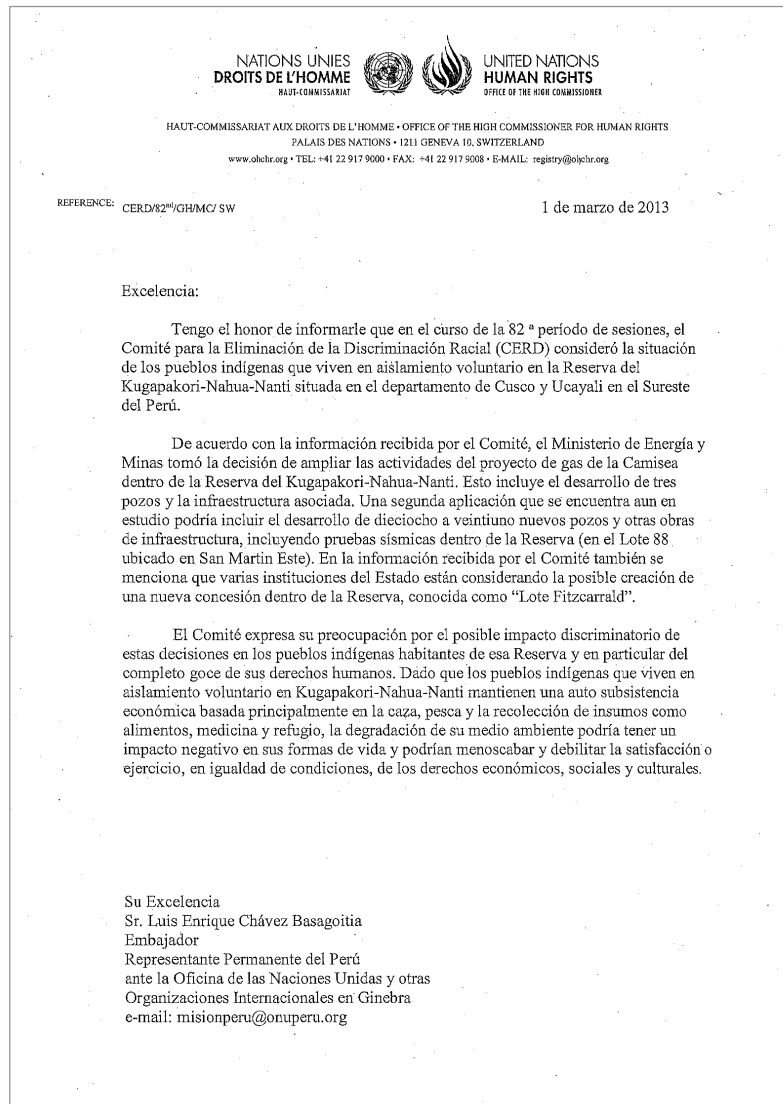 NATIONS UNIES
DROITS DE L'HOMME
HAUT-COMMISSARIAT
UNITED NATIONS
HUMAN RIGHTS
OFFICE OF THE HIGH COMMISSIONER
HAUT-COMMISSARIAT AUX DROITS DE L'HOMME • OFFICE OF THE HIGH COMMISSIONER FOR HUMAN RIGHTS
PALAIS DES NATIONS • 1211 GENEVA 10, SWITZERLAND
www.ohchr.org • TEL: +41 22 917 9000 • FAX: +41 22 917 9008 • E-MAIL: registry@ohchr.org
REFERENCE: CERD/82nd/GH/MC/ SW
1 de marzo de 2013
Excelencia:
Tengo el honor de informarle que en el curso de la 82 ª período de sesiones, el
Comité para la Eliminación de la Discriminación Racial (CERD) consideró la situación
de los pueblos indígenas que viven en aislamiento voluntario en la Reserva del
Kugapakori-Nahua-Nanti situada en el departamento de Cusco y Ucayali en el Sureste
del Perú.
De acuerdo con la información recibida por el Comité, el Ministerio de Energía y
Minas tomó la decisión de ampliar las actividades del proyecto de gas de la Camisea
dentro de la Reserva del Kugapakori-Nahua-Nanti. Esto incluye el desarrollo de tres
pozos y la infraestructura asociada. Una segunda aplicación que se encuentra aun en
estudio podría incluir el desarrollo de dieciocho a veintiuno nuevos pozos y otras obras
de infraestructura, incluyendo pruebas sísmicas dentro de la Reserva (en el Lote 88
ubicado en San Martin Este). En la información recibida por el Comité también se
menciona que varias instituciones del Estado están considerando la posible creación de
una nueva concesión dentro de la Reserva, conocida como “Lote Fitzcarrald”.
El Comité expresa su preocupación por el posible impacto discriminatorio de
estas decisiones en los pueblos indígenas habitantes de esa Reserva y en particular del
completo goce de sus derechos humanos. Dado que los pueblos indígenas que viven en
aislamiento voluntario en Kugapakori-Nahua-Nanti mantienen una auto subsistencia
económica basada principalmente en la caza, pesca y la recolección de insumos como
alimentos, medicina y refugio, la degradación de su medio ambiente podría tener un
impacto negativo en sus formas de vida y podrían menoscabar y debilitar la satisfacción o
ejercicio, en igualdad de condiciones, de los derechos económicos, sociales y culturales.
Su Excelencia
Sr. Luis Enrique Chávez Basagoitia
Embajador
Representante Permanente del Perú
ante la Oficina de las Naciones Unidas y otras
Organizaciones Internacionales en Ginebra
e-mail: misionperu@onuperu.org